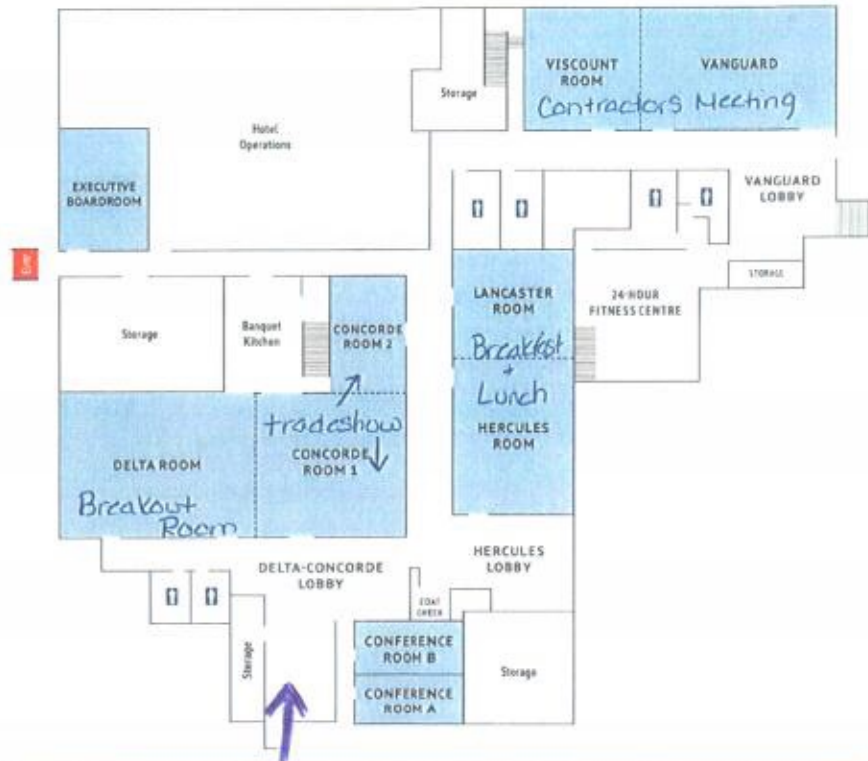 VISCOUNT
ROOM
VANGUARD
Contractors Meeting
Storage
Hotel
Operations
EXECUTIVE
BOARDROOM
VANGUARD
LOBBY
STORAGE
LANCASTER
ROOM
24-HOUR
FITNESS CENTRE
Storage
Banquet
Kitchen
CONCORDE
ROOM 2
Breakfast
+
Lunch
HERCULES
ROOM
tradeshow
CONCORDE
ROOM 1
DELTA ROOM
Breakout
Room
DELTA-CONCORDE
LOBBY
HERCULES
LOBBY
COAT
CHECK
CONFERENCE
ROOM B
CONFERENCE
ROOM A
Storage
Storage